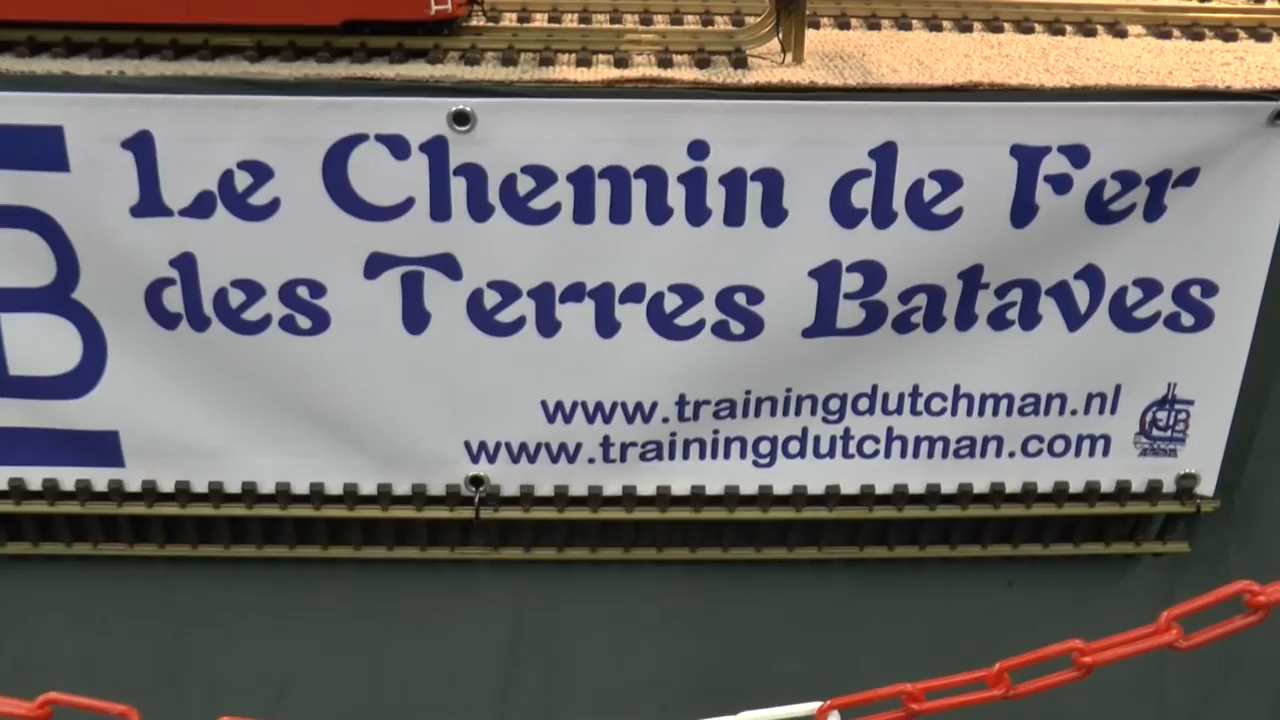 B
Le Chemin de Fer
des Terres Bataves
www.trainingdutchman.nl
www.trainingdutchman.com